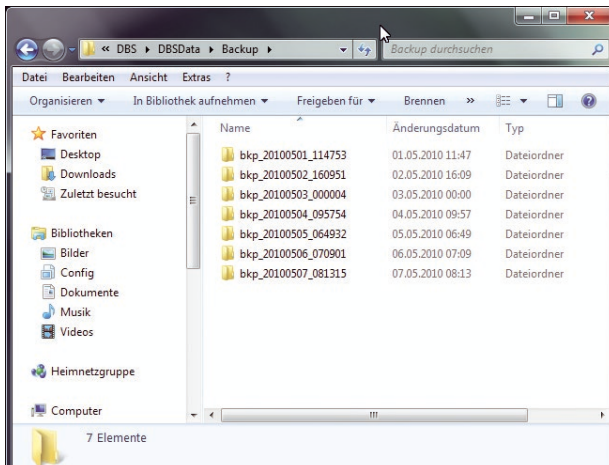 « DBS ▸ DBSData ▸ Backup ▸ Backup durchsuchen
Datei Bearbeiten Ansicht Extras ?
Organisieren ▾ In Bibliothek aufnehmen ▾ Freigeben für ▾ Brennen »
Name Änderungsdatum Typ
Favoriten
Desktop
Downloads
Zuletzt besucht
Bibliotheken
Bilder
Config
Dokumente
Musik
Videos
Heimnetzgruppe
Computer
bkp_20100501_114753 01.05.2010 11:47 Dateiordner
bkp_20100502_160951 02.05.2010 16:09 Dateiordner
bkp_20100503_000004 03.05.2010 00:00 Dateiordner
bkp_20100504_095754 04.05.2010 09:57 Dateiordner
bkp_20100505_064932 05.05.2010 06:49 Dateiordner
bkp_20100506_070901 06.05.2010 07:09 Dateiordner
bkp_20100507_081315 07.05.2010 08:13 Dateiordner
7 Elemente